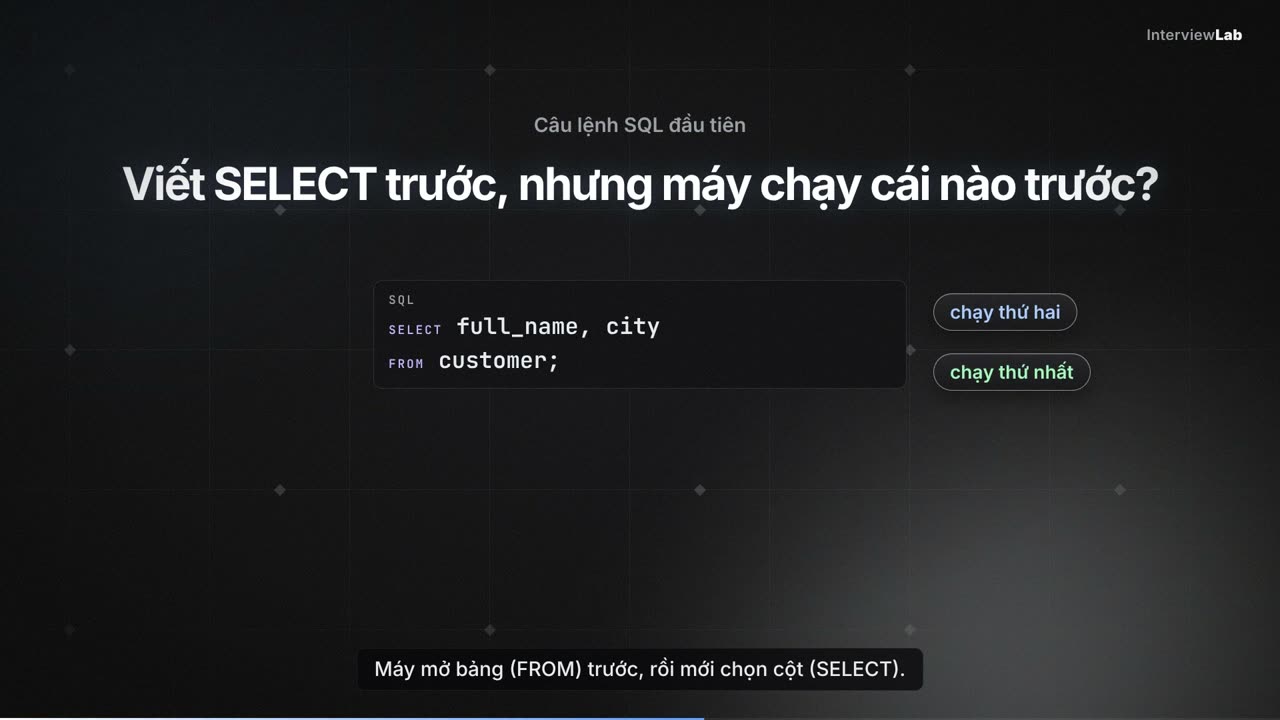 InterviewLab
Câu lệnh SQL đầu tiên
Viết SELECT trước, nhưng máy chạy cái nào trước?
SQL
SELECT full_name, city
chạy thứ hai
FROM customer;
chạy thứ nhất
Máy mở bảng (FROM) trước, rồi mới chọn cột (SELECT).